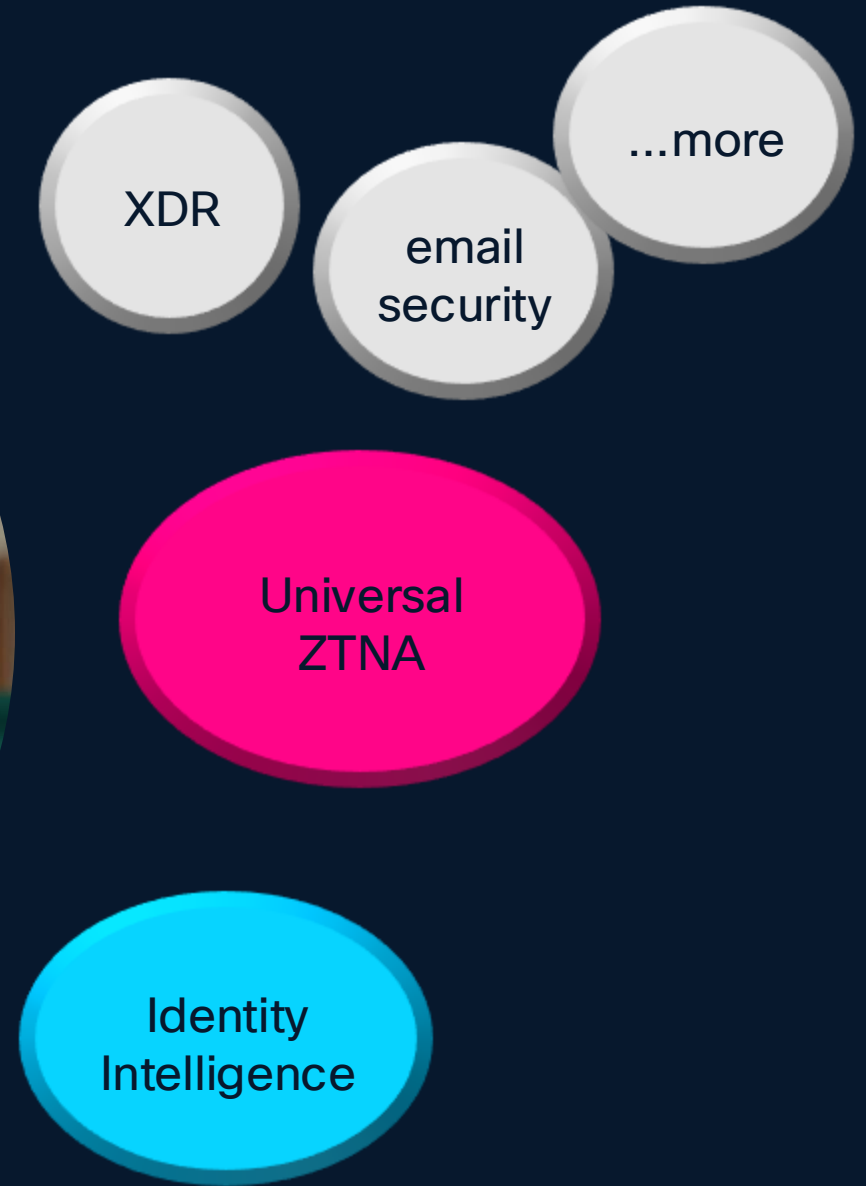 ...more
XDR
email
security
Universal
ZTNA
Identity
Intelligence